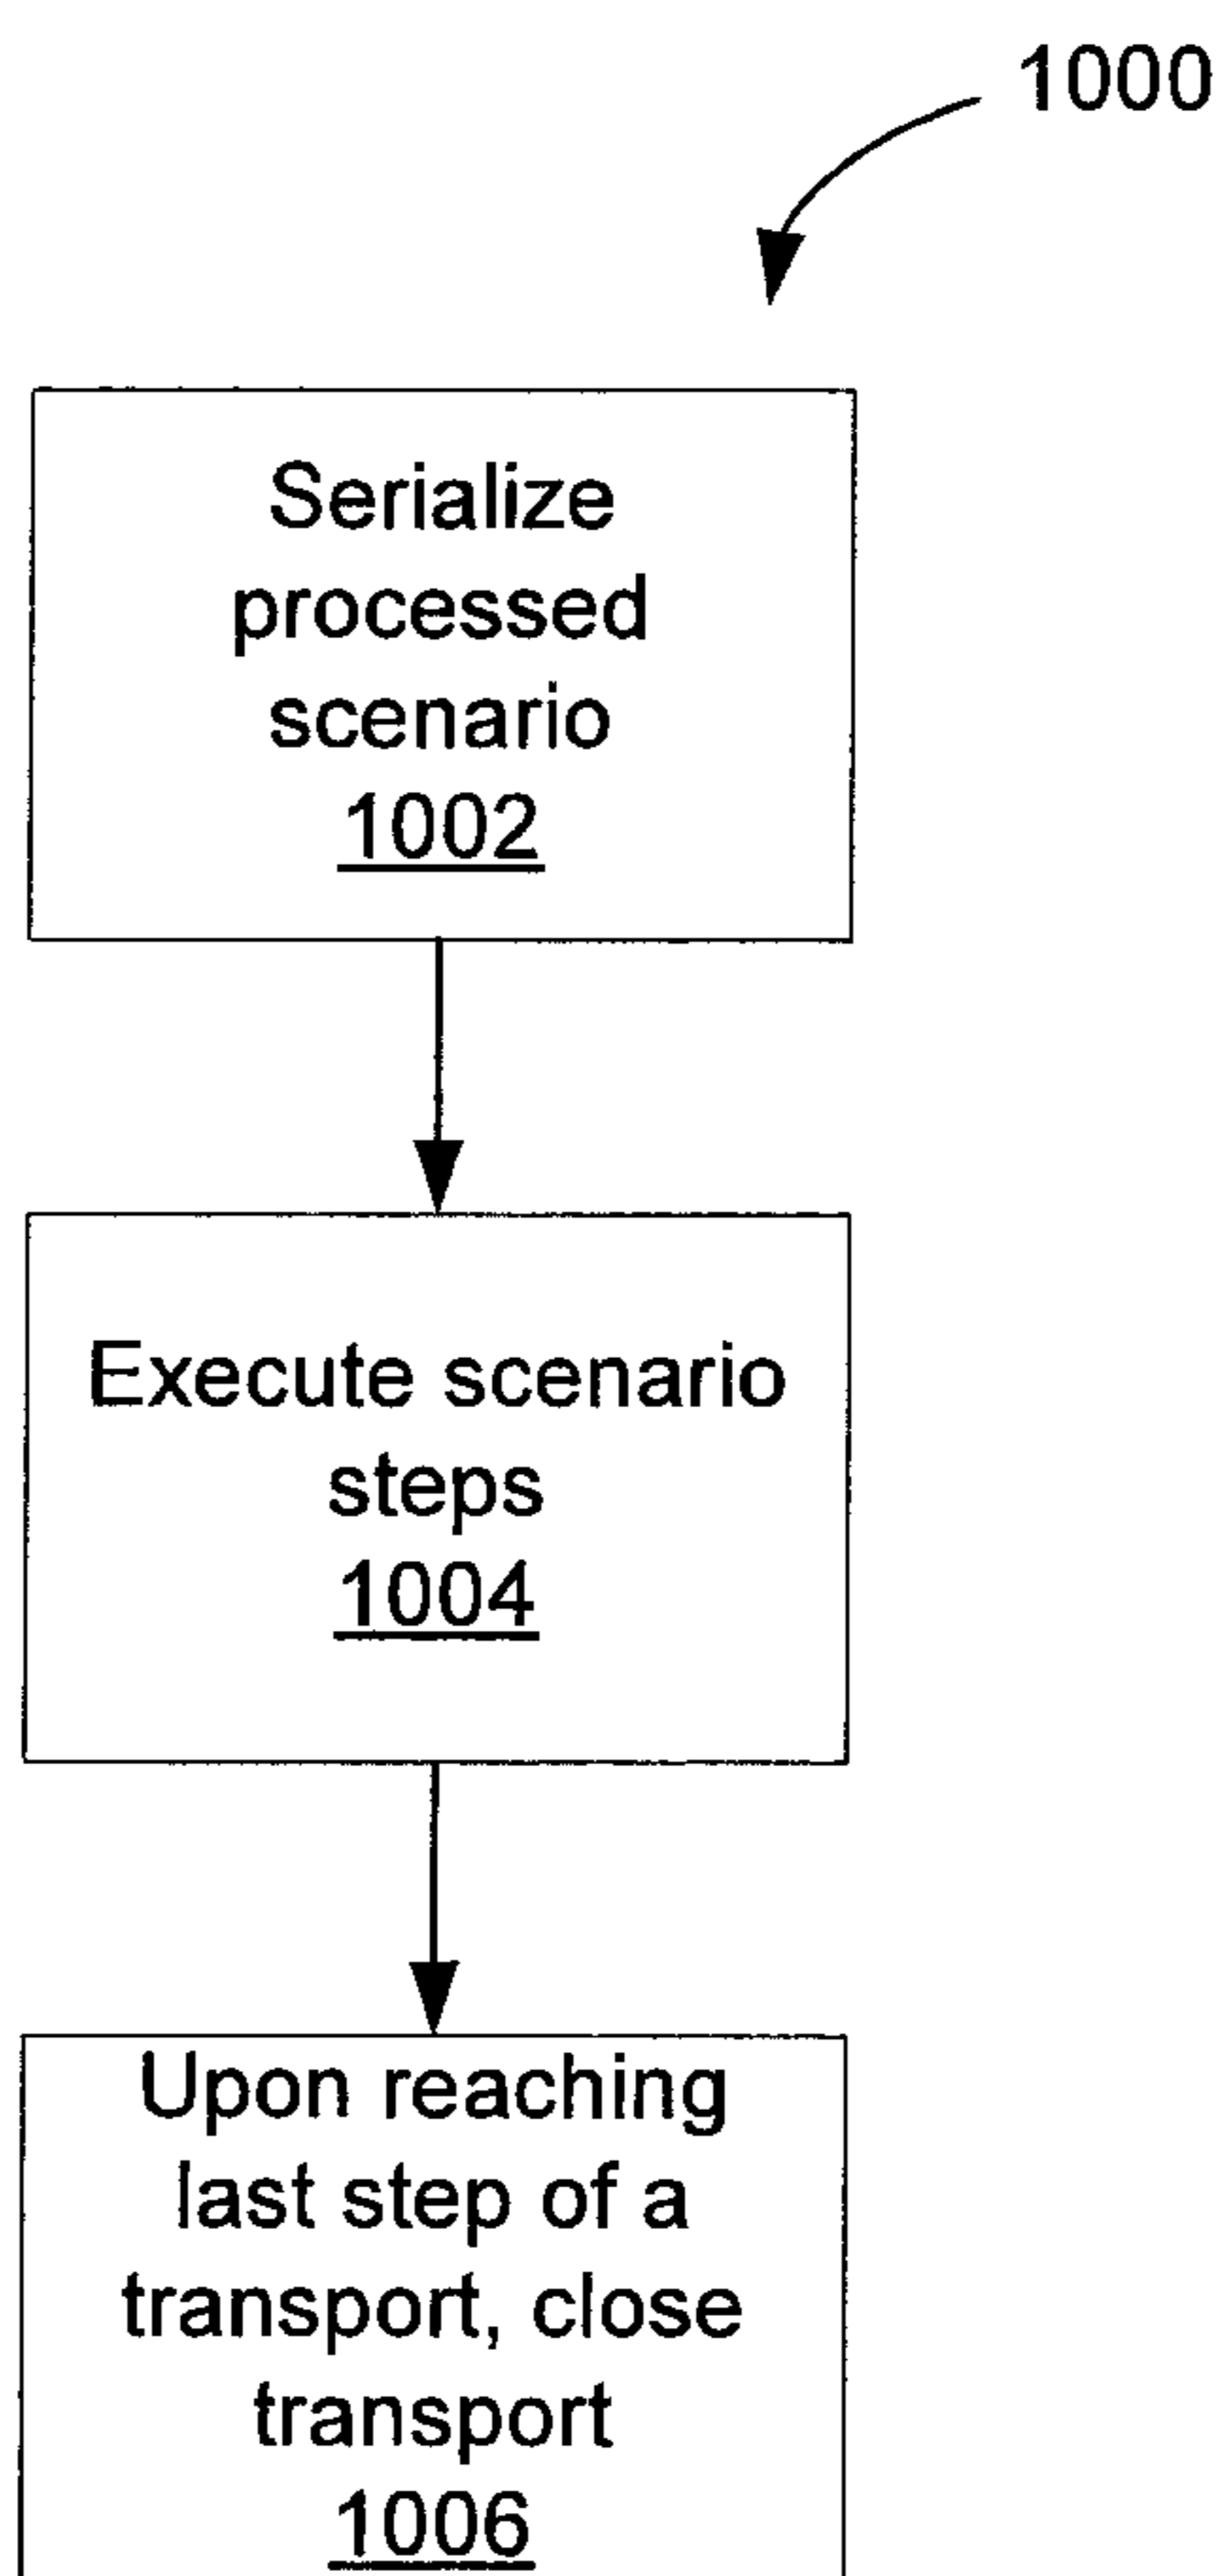 1000
Serialize
processed
scenario
1002
Execute scenario
steps
1004
Upon reaching
last step of a
transport, close
transport
1006